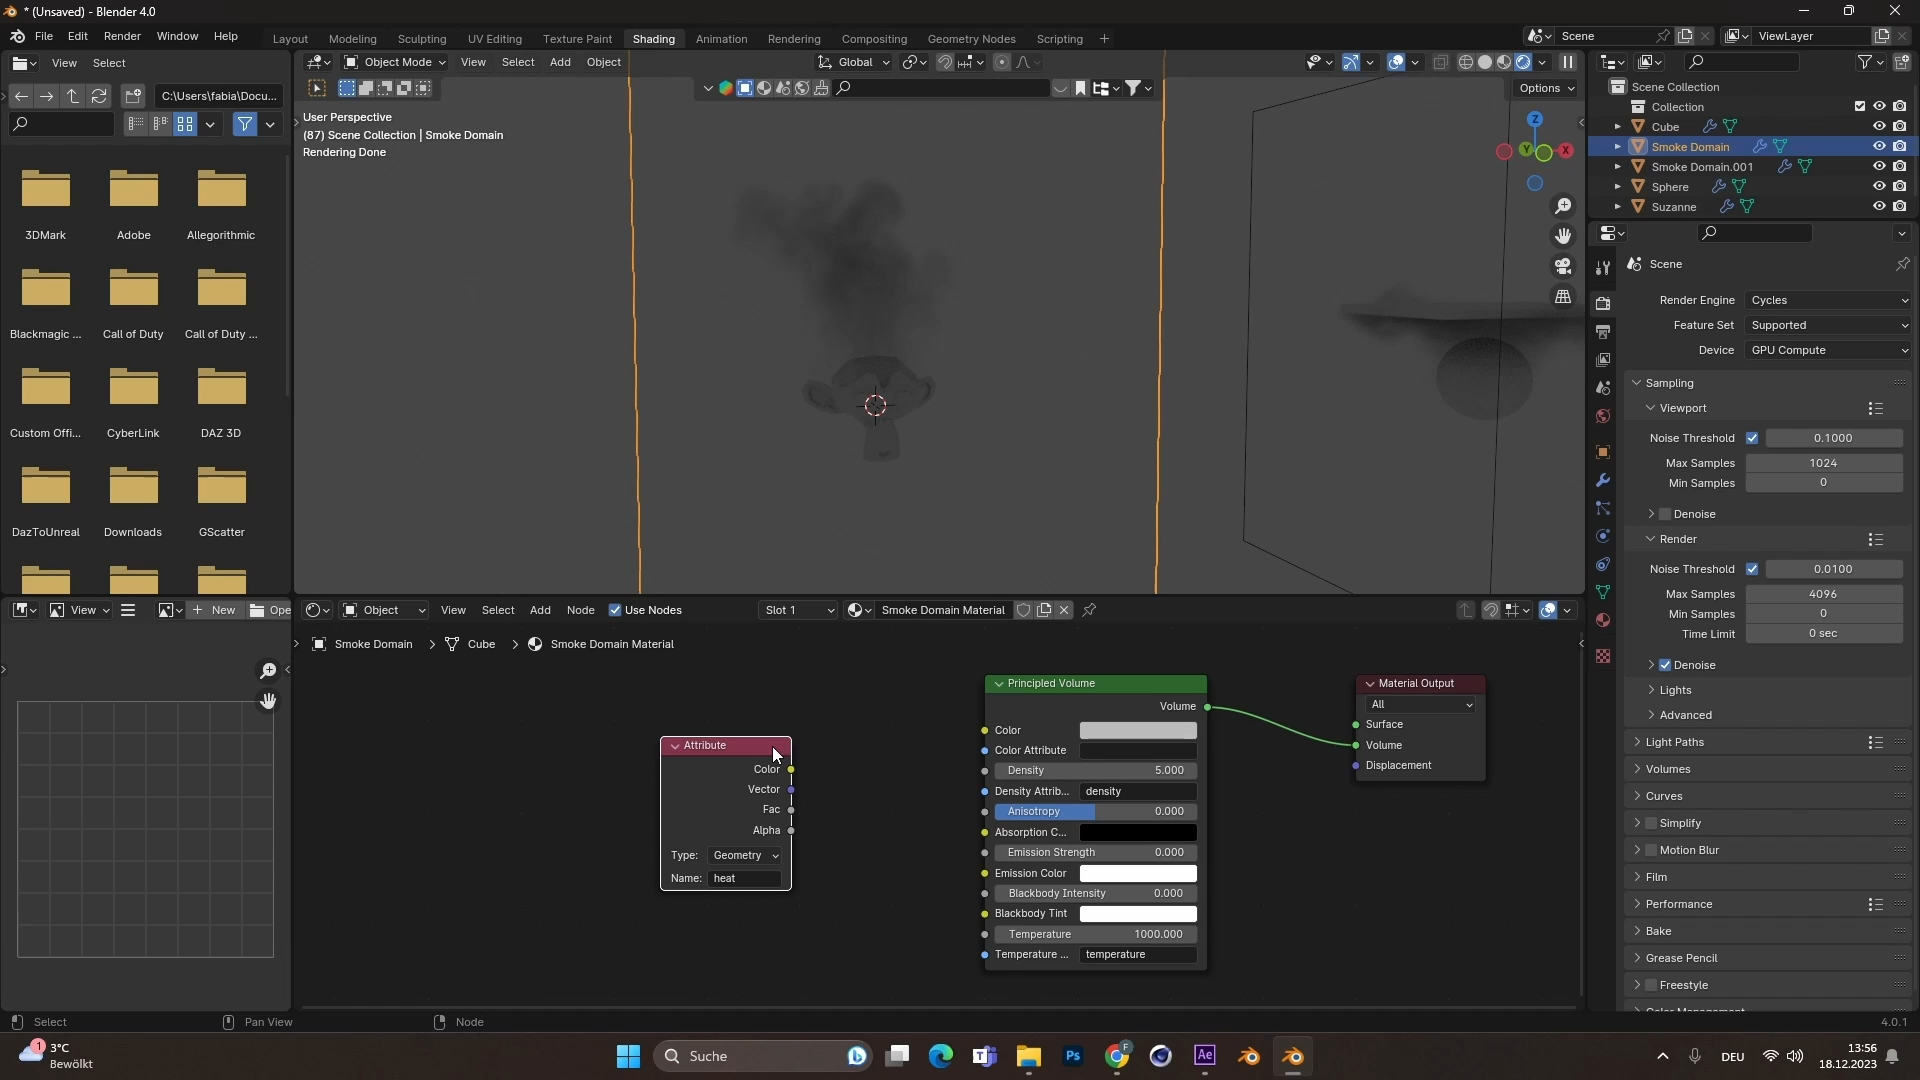 * (Unsaved) - Blender 4.0
File Edit Render Window Help
Layout Modeling Sculpting UV Editing Texture Paint Shading Animation Rendering Compositing Geometry Nodes Scripting +
Scene
ViewLayer
View Select
Object Mode View Select Add Object
Global
Options
C:\Users\fabia\Docu...
3DMark Adobe Allegorithmic
Blackmagic ... Call of Duty Call of Duty ...
Custom Offi... CyberLink DAZ 3D
DazToUnreal Downloads GScatter
User Perspective
(87) Scene Collection | Smoke Domain
Rendering Done
Z
Y
X
Scene Collection
Collection
Cube
Smoke Domain
Smoke Domain.001
Sphere
Suzanne
Scene
Render Engine Cycles
Feature Set Supported
Device GPU Compute
Sampling
Viewport
Noise Threshold 0.1000
Max Samples 1024
Min Samples 0
Denoise
Render
Noise Threshold 0.0100
Max Samples 4096
Min Samples 0
Time Limit 0 sec
Denoise
Lights
Advanced
Light Paths
Volumes
Curves
Simplify
Motion Blur
Film
Performance
Bake
Grease Pencil
Freestyle
Color Management
View + New Ope
Object View Select Add Node Use Nodes Slot 1 Smoke Domain Material
Smoke Domain > Cube > Smoke Domain Material
Attribute
Color
Vector
Fac
Alpha
Type: Geometry
Name: heat
Principled Volume
Volume
Color
Color Attribute
Density 5.000
Density Attrib... density
Anisotropy 0.000
Absorption C...
Emission Strength 0.000
Emission Color
Blackbody Intensity 0.000
Blackbody Tint
Temperature 1000.000
Temperature ... temperature
Material Output
All
Surface
Volume
Displacement
Select Pan View Node 4.0.1
1
3°C
Bewölkt
Suche
F
Ps
Ae
DEU
13:56
18.12.2023